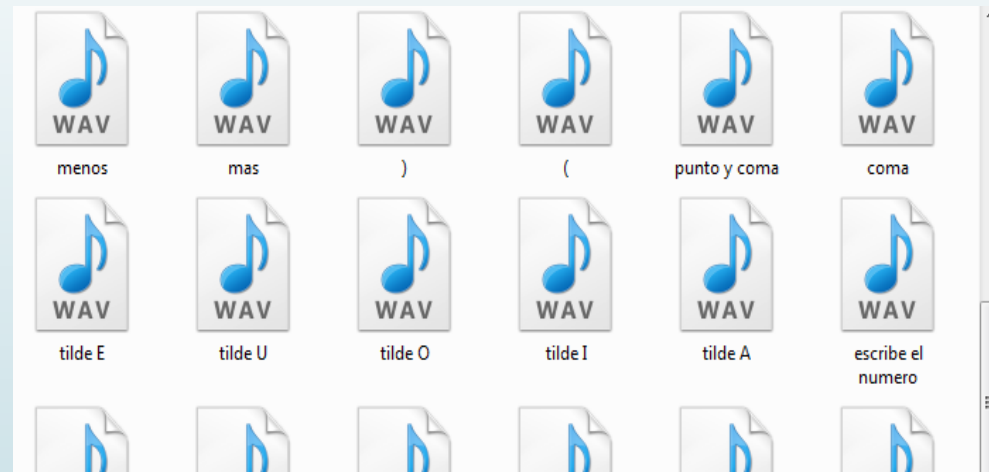 WAV WAV WAV WAV WAV WAV
menos mas ) ( punto y coma coma
WAV WAV WAV WAV WAV WAV
tilde E tilde U tilde O tilde I tilde A escribe el
numero